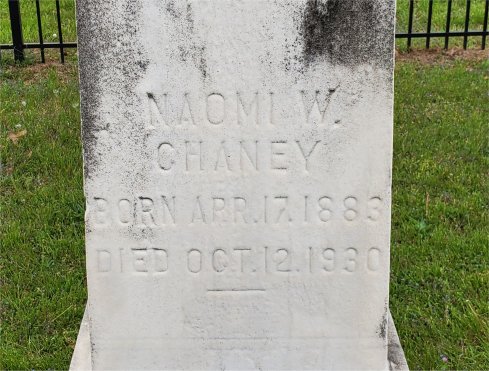 NAOMI W.
CHANEY
BORN APR. 17. 1883
DIED OCT. 12. 1930